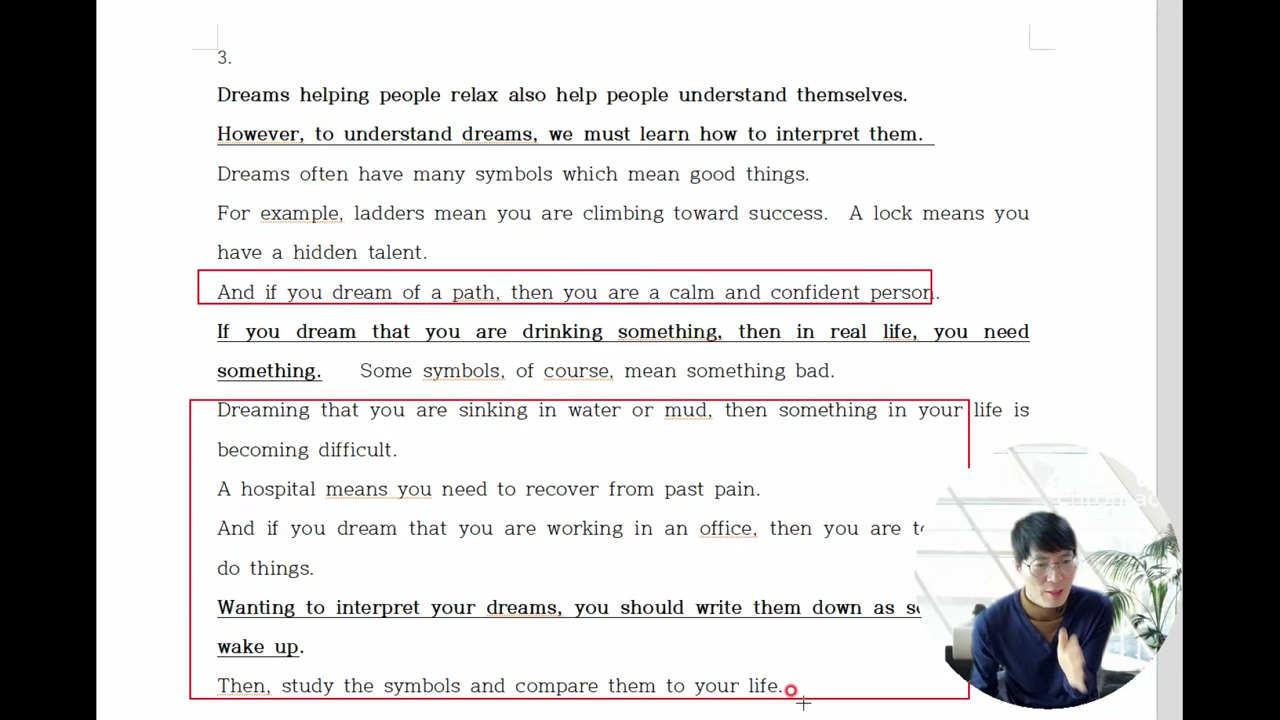 3.
Dreams helping people relax also help people understand themselves.
However, to understand dreams, we must learn how to interpret them.
Dreams often have many symbols which mean good things.
For example, ladders mean you are climbing toward success. A lock means you
have a hidden talent.
And if you dream of a path, then you are a calm and confident person.
If you dream that you are drinking something, then in real life, you need
something. Some symbols, of course, mean something bad.
Dreaming that you are sinking in water or mud, then something in your life is
becoming difficult.
A hospital means you need to recover from past pain.
And if you dream that you are working in an office, then you are
do things.
Wanting to interpret your dreams, you should write them down as
wake up.
Then, study the symbols and compare them to your life.